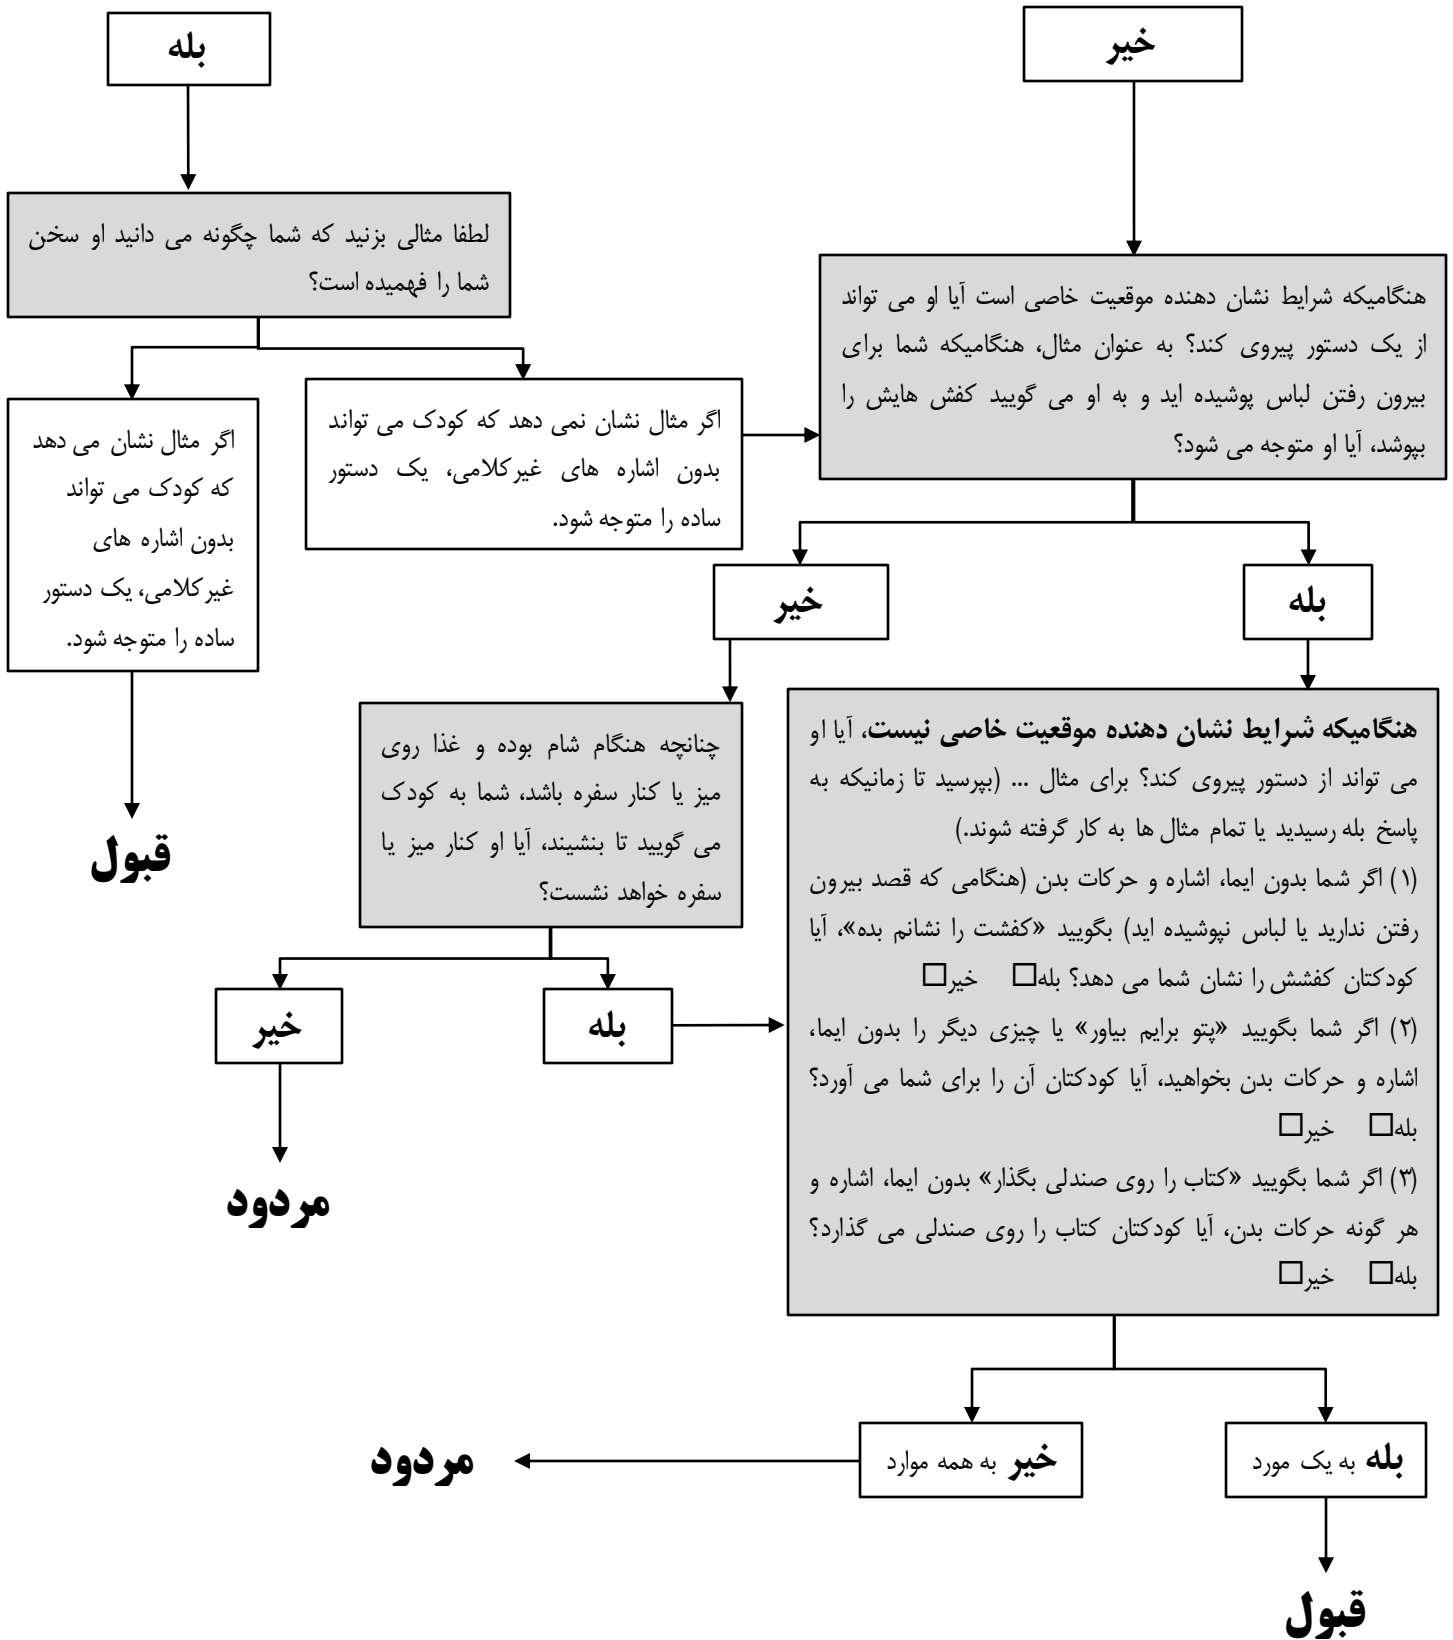 خیر
بله
لطفا مثالی بزنید که شما چگونه می دانید او سخن
شما را فهمیده است؟
هنگامیکه شرایط نشان دهنده موقعیت خاصی است آیا او می تواند
از یک دستور پیروی کند؟ به عنوان مثال، هنگامیکه شما برای
بیرون رفتن لباس پوشیده اید و به او می گویید کفش هایش را
بپوشد، آیا او متوجه می شود؟
اگر مثال نشان نمی دهد که کودک می تواند
بدون اشاره های غیرکلامی، یک دستور
ساده را متوجه شود.
اگر مثال نشان می دهد
که کودک می تواند
بدون اشاره های
غیرکلامی، یک دستور
ساده را متوجه شود.
قبول
بله
خیر
چنانچه هنگام شام بوده و غذا روی
میز یا کنار سفره باشد، شما به کودک
می گویید تا بنشیند، آیا او کنار میز یا
سفره خواهد نشست؟
خیر
بله
مردود
هنگامیکه شرایط نشان دهنده موقعیت خاصی نیست، آیا او
می تواند از دستور پیروی کند؟ برای مثال ... (بپرسید تا زمانیکه به
پاسخ بله رسیدید یا تمام مثال ها به کار گرفته شوند.)
(۱) اگر شما بدون ایما، اشاره و حرکات بدن (هنگامی که قصد بیرون
رفتن ندارید یا لباس نپوشیده اید) بگویید «کفشت را نشانم بده»، آیا
کودکتان کفشش را نشان شما می دهد؟ بله□ خیر□
(۲) اگر شما بگویید «پتو برایم بیاور» یا چیزی دیگر را بدون ایما،
اشاره و حرکات بدن بخواهید، آیا کودکتان آن را برای شما می آورد؟
بله□ خیر□
(۳) اگر شما بگویید «کتاب را روی صندلی بگذار» بدون ایما، اشاره و
هر گونه حرکات بدن، آیا کودکتان کتاب را روی صندلی می گذارد؟
بله□ خیر□
بله به یک مورد
خیر به همه موارد
مردود
قبول